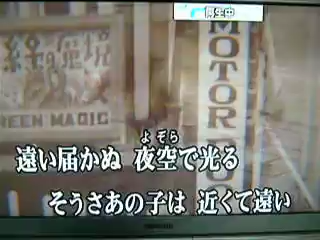 再生中
MOTOR
REEN MAGIC
よぞら
遠い届かぬ 夜空で光る
そうさあの子は 近くて遠い